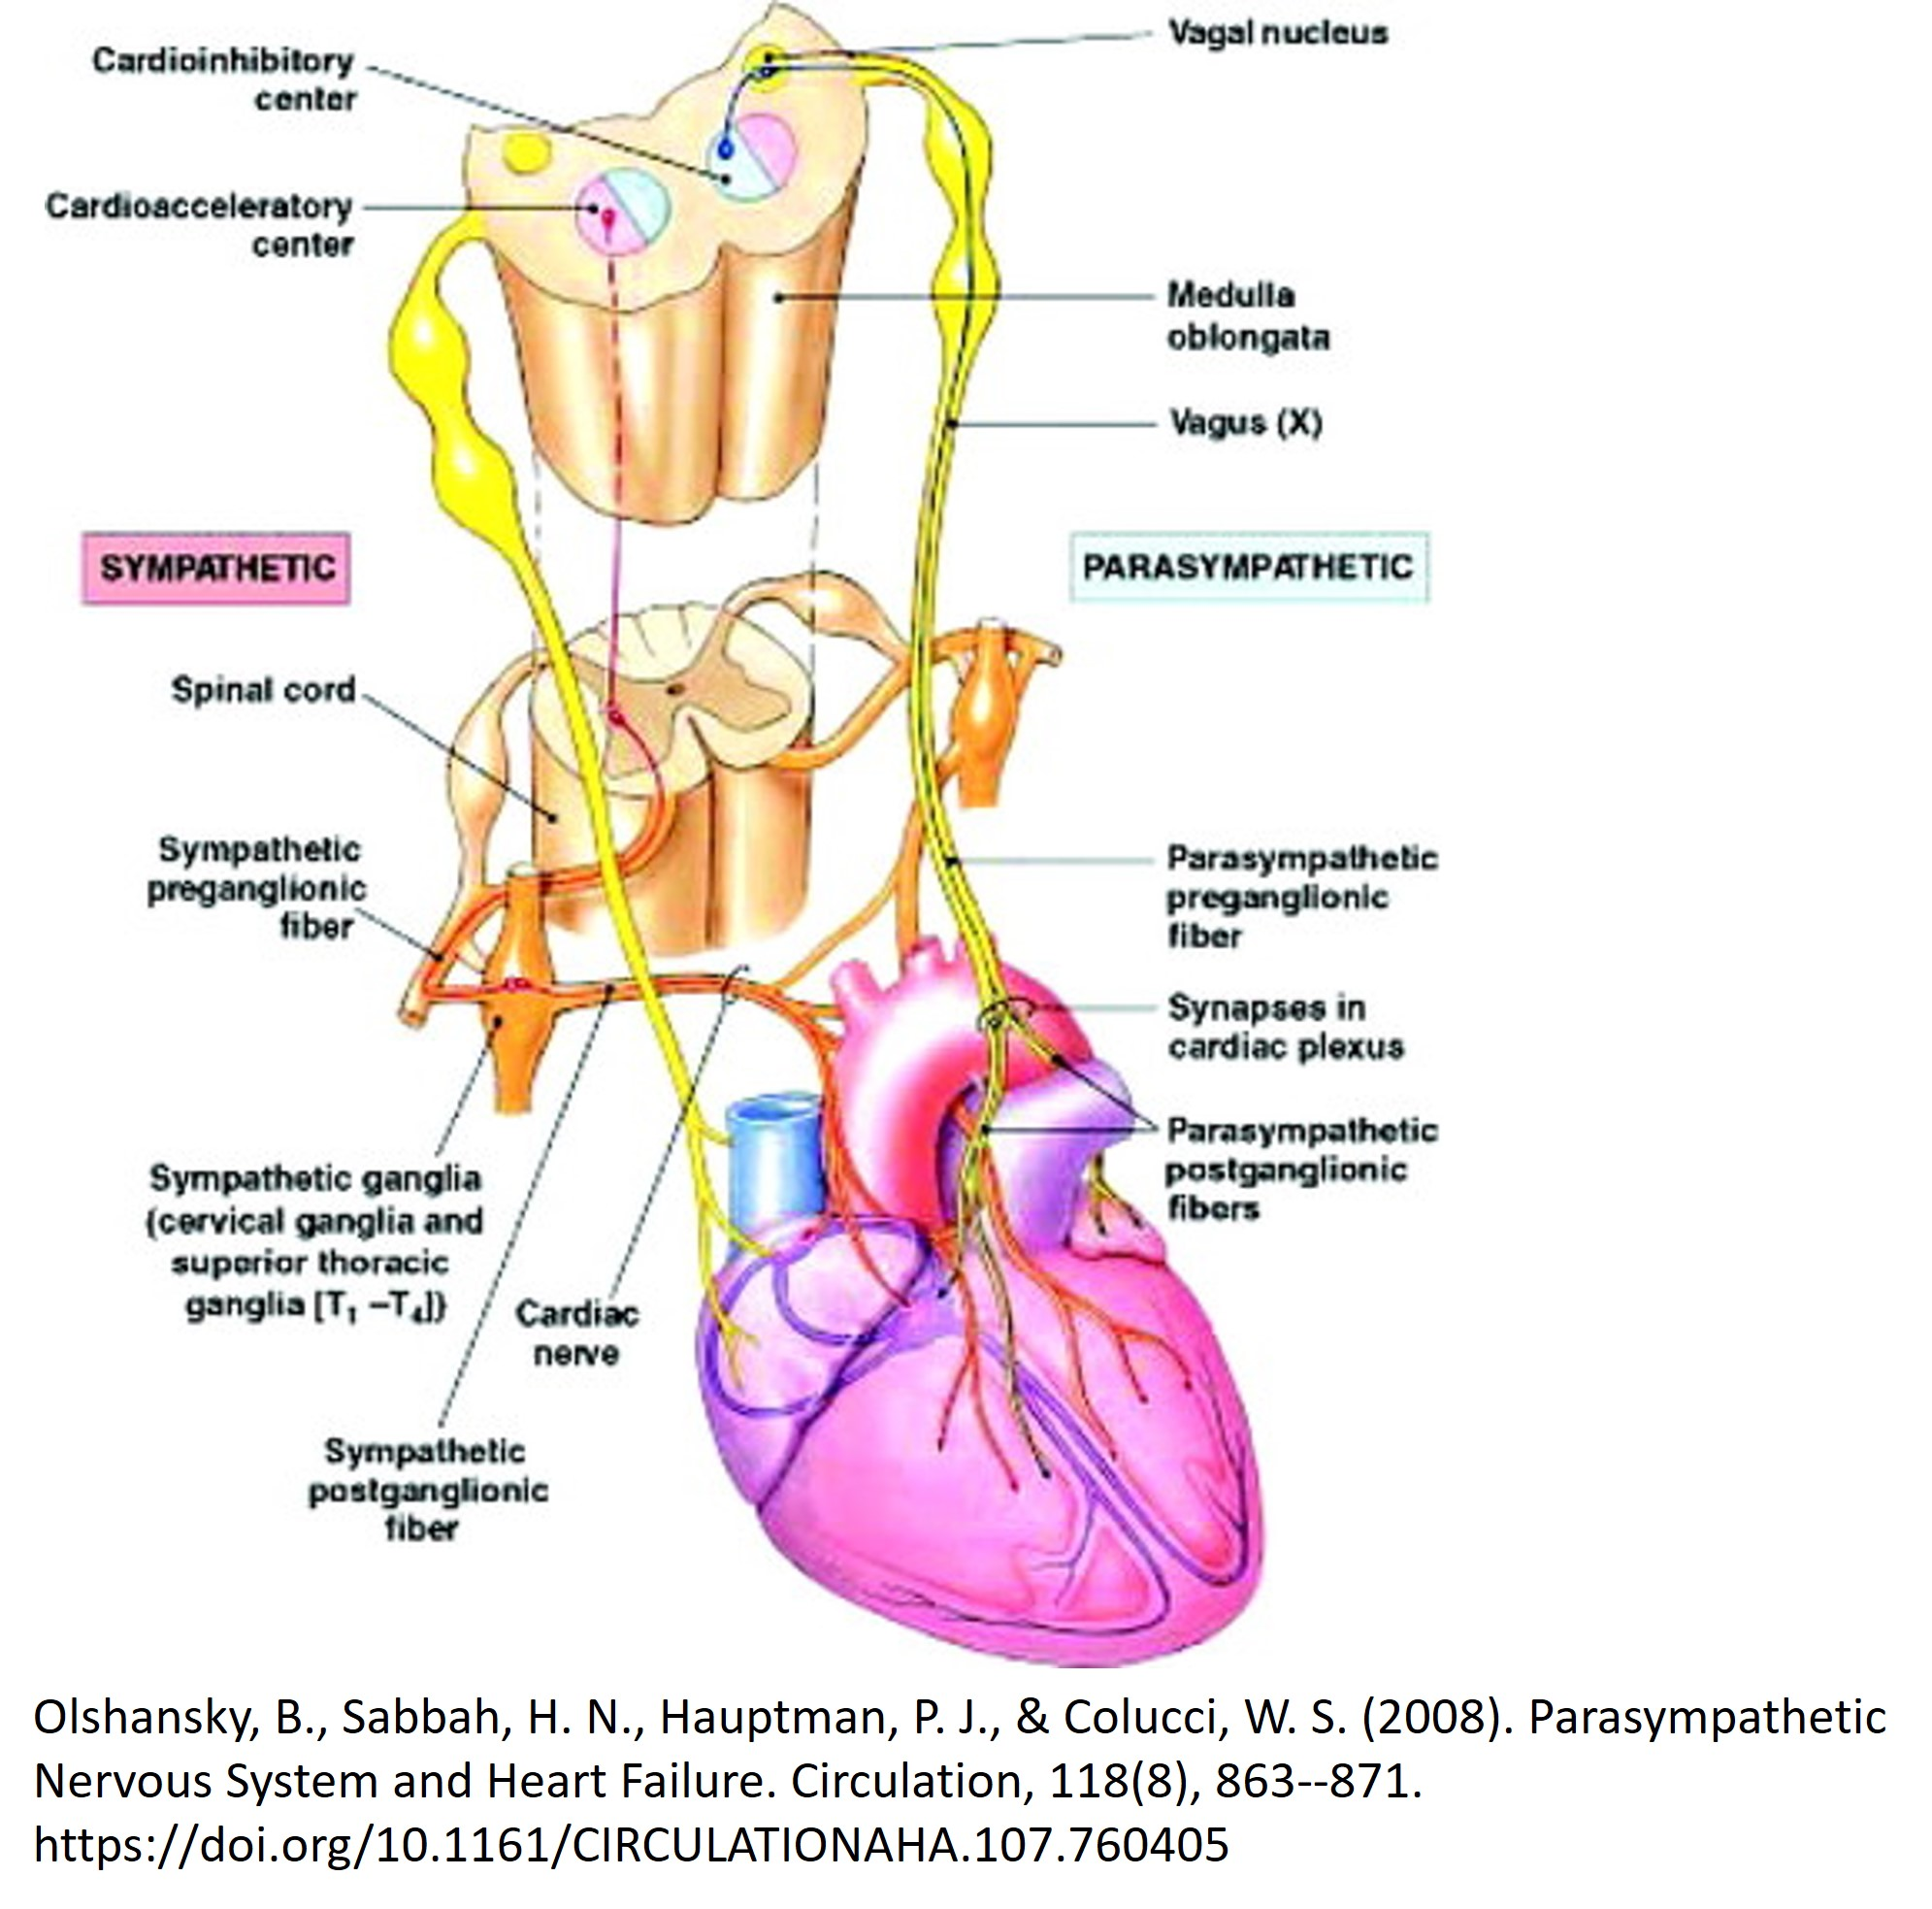 Vagal nucleus
Cardioinhibitory
center
Cardioacceleratory
center
Medulla
oblongata
Vagus (X)
SYMPATHETIC
PARASYMPATHETIC
Spinal cord
Sympathetic
preganglionic
fiber
Parasympathetic
preganglionic
fiber
Synapses in
cardiac plexus
Parasympathetic
postganglionic
fibers
Sympathetic ganglia
(cervical ganglia and
superior thoracic
ganglia [T₁ –T₄])
Cardiac
nerve
Sympathetic
postganglionic
fiber
Olshansky, B., Sabbah, H. N., Hauptman, P. J., & Colucci, W. S. (2008). Parasympathetic
Nervous System and Heart Failure. Circulation, 118(8), 863--871.
https://doi.org/10.1161/CIRCULATIONAHA.107.760405